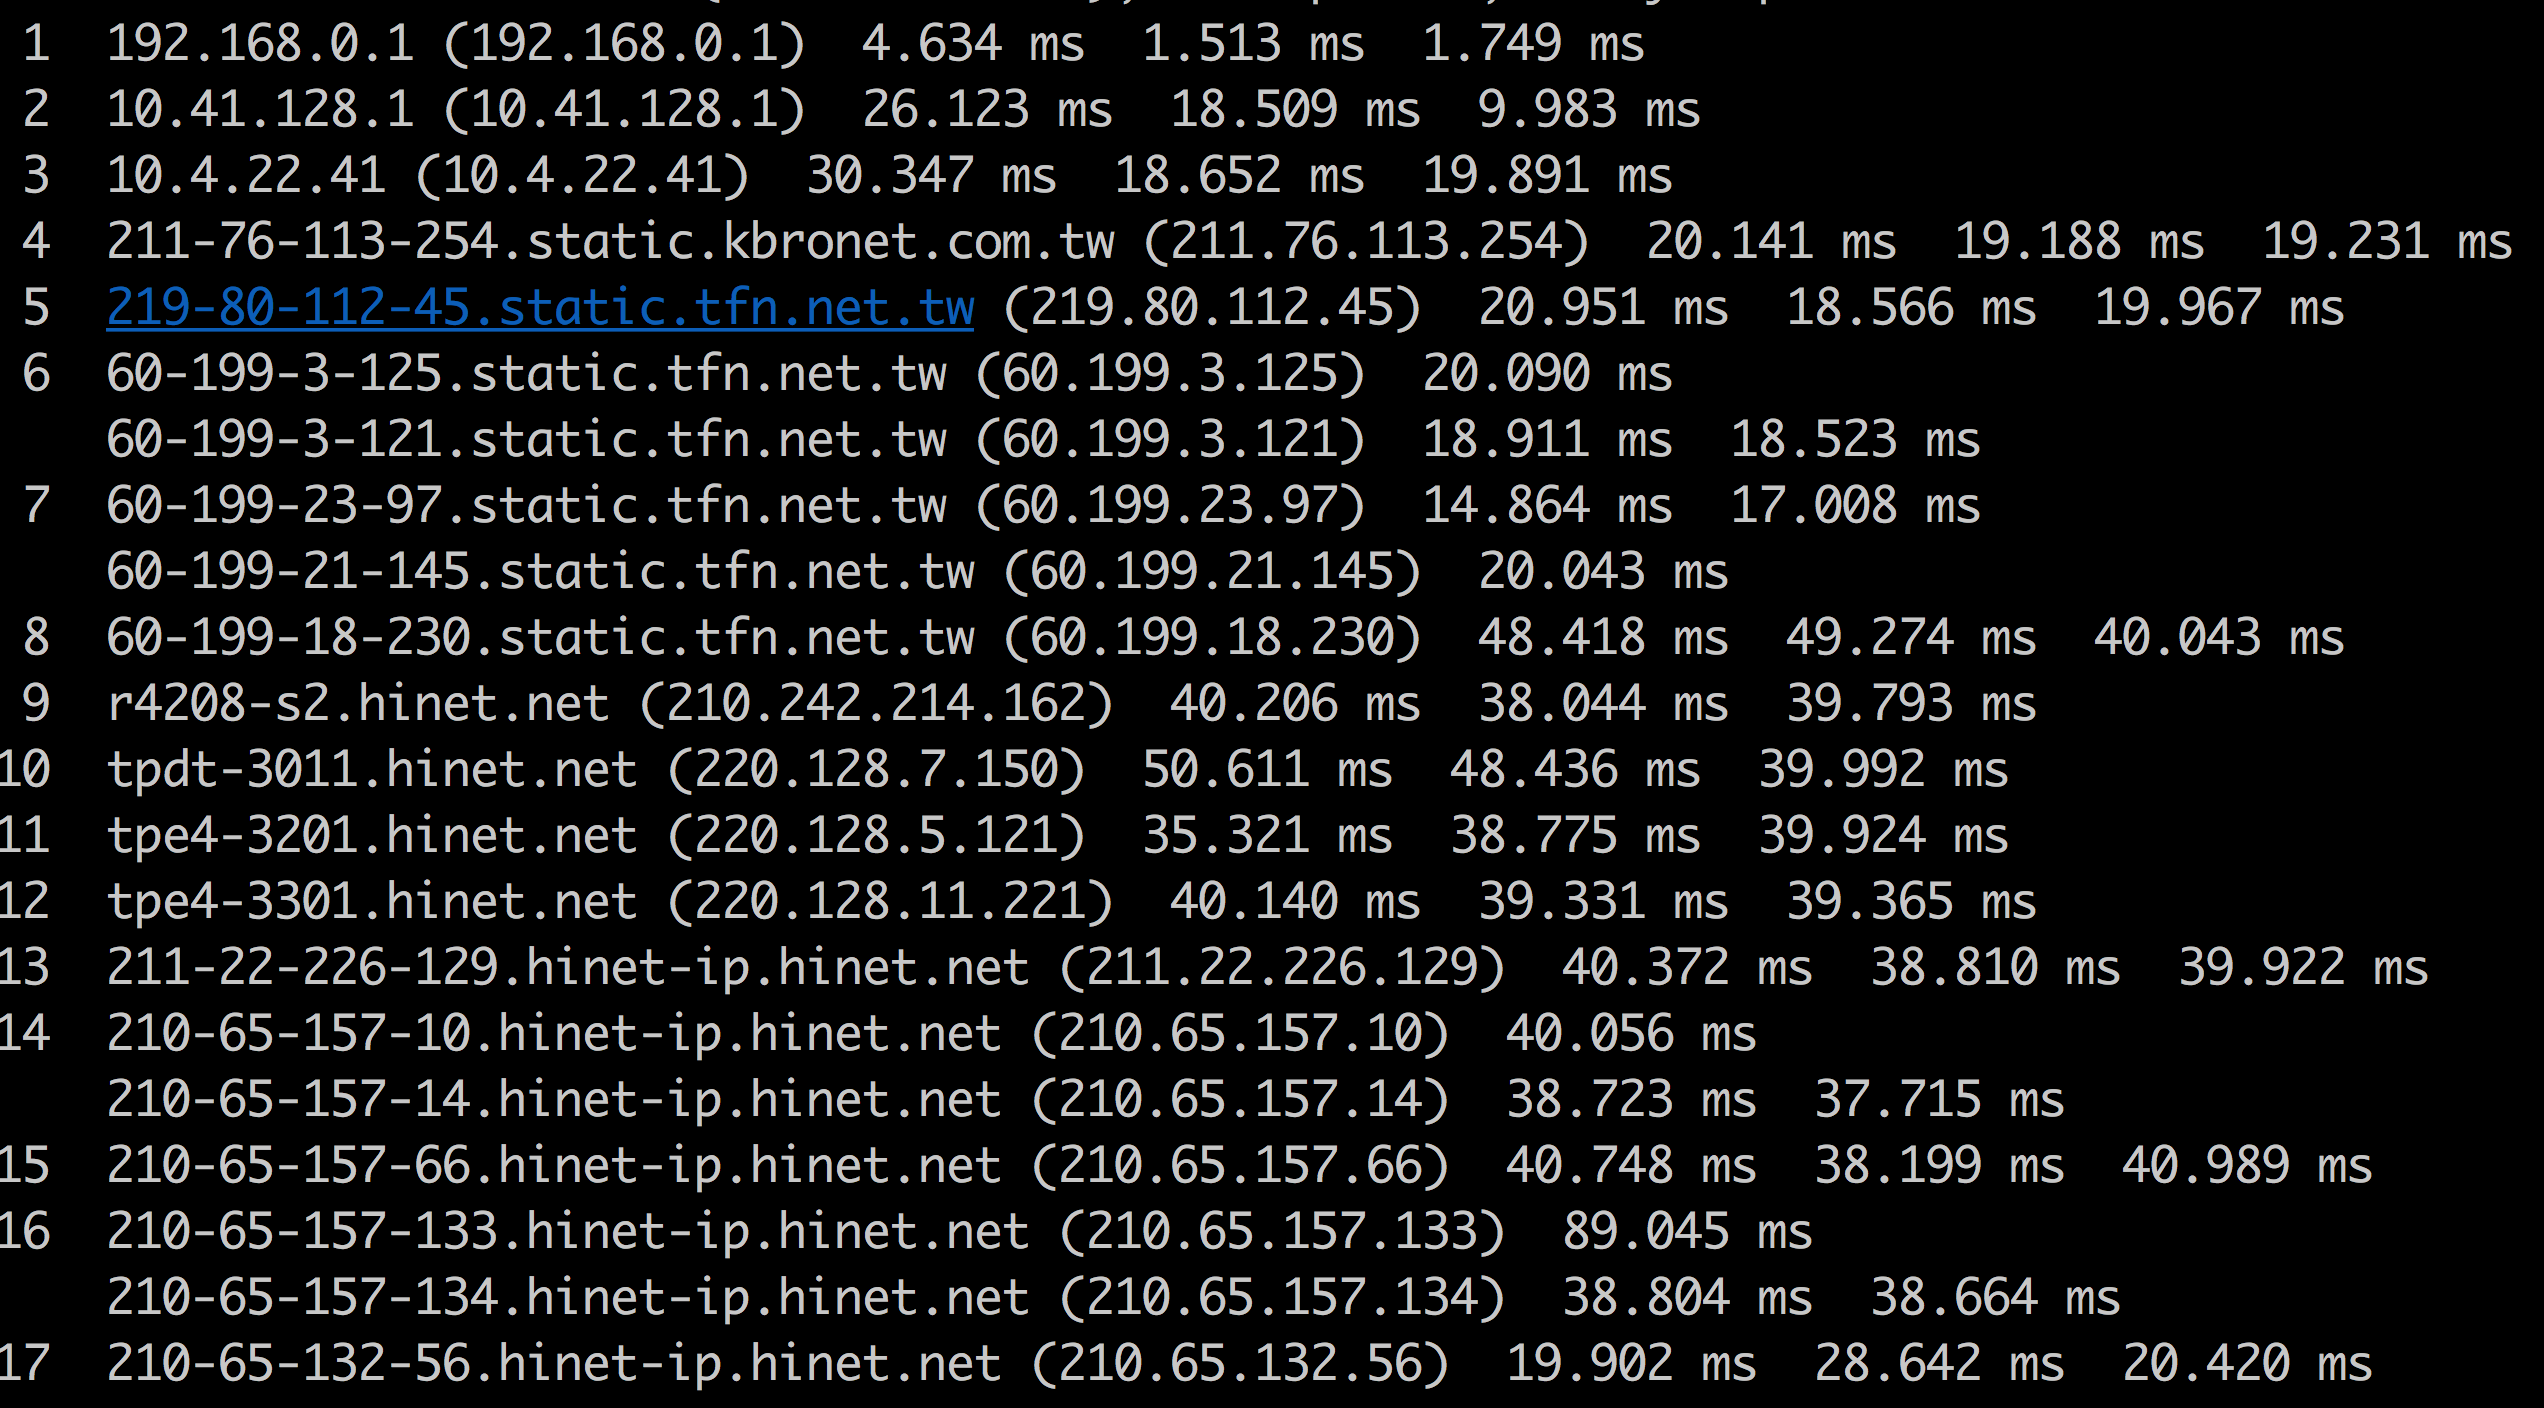 1 192.168.0.1 (192.168.0.1) 4.634 ms 1.513 ms 1.749 ms
2 10.41.128.1 (10.41.128.1) 26.123 ms 18.509 ms 9.983 ms
3 10.4.22.41 (10.4.22.41) 30.347 ms 18.652 ms 19.891 ms
4 211-76-113-254.static.kbronet.com.tw (211.76.113.254) 20.141 ms 19.188 ms 19.231 ms
5 219-80-112-45.static.tfn.net.tw (219.80.112.45) 20.951 ms 18.566 ms 19.967 ms
6 60-199-3-125.static.tfn.net.tw (60.199.3.125) 20.090 ms
60-199-3-121.static.tfn.net.tw (60.199.3.121) 18.911 ms 18.523 ms
7 60-199-23-97.static.tfn.net.tw (60.199.23.97) 14.864 ms 17.008 ms
60-199-21-145.static.tfn.net.tw (60.199.21.145) 20.043 ms
8 60-199-18-230.static.tfn.net.tw (60.199.18.230) 48.418 ms 49.274 ms 40.043 ms
9 r4208-s2.hinet.net (210.242.214.162) 40.206 ms 38.044 ms 39.793 ms
10 tpdt-3011.hinet.net (220.128.7.150) 50.611 ms 48.436 ms 39.992 ms
11 tpe4-3201.hinet.net (220.128.5.121) 35.321 ms 38.775 ms 39.924 ms
12 tpe4-3301.hinet.net (220.128.11.221) 40.140 ms 39.331 ms 39.365 ms
13 211-22-226-129.hinet-ip.hinet.net (211.22.226.129) 40.372 ms 38.810 ms 39.922 ms
14 210-65-157-10.hinet-ip.hinet.net (210.65.157.10) 40.056 ms
210-65-157-14.hinet-ip.hinet.net (210.65.157.14) 38.723 ms 37.715 ms
15 210-65-157-66.hinet-ip.hinet.net (210.65.157.66) 40.748 ms 38.199 ms 40.989 ms
16 210-65-157-133.hinet-ip.hinet.net (210.65.157.133) 89.045 ms
210-65-157-134.hinet-ip.hinet.net (210.65.157.134) 38.804 ms 38.664 ms
17 210-65-132-56.hinet-ip.hinet.net (210.65.132.56) 19.902 ms 28.642 ms 20.420 ms